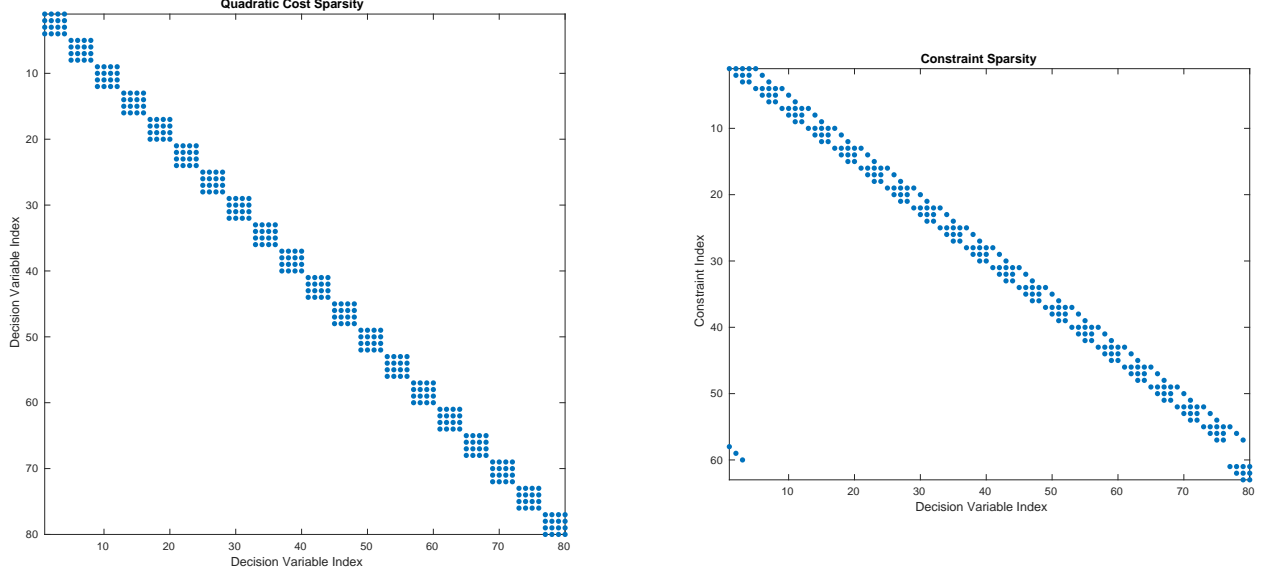 Quadratic Cost Sparsity
10
20
30
40
50
60
70
80
10 20 30 40 50 60 70 80
Decision Variable Index
Decision Variable Index
Constraint Sparsity
10
20
30
40
50
60
10 20 30 40 50 60 70 80
Decision Variable Index
Constraint Index